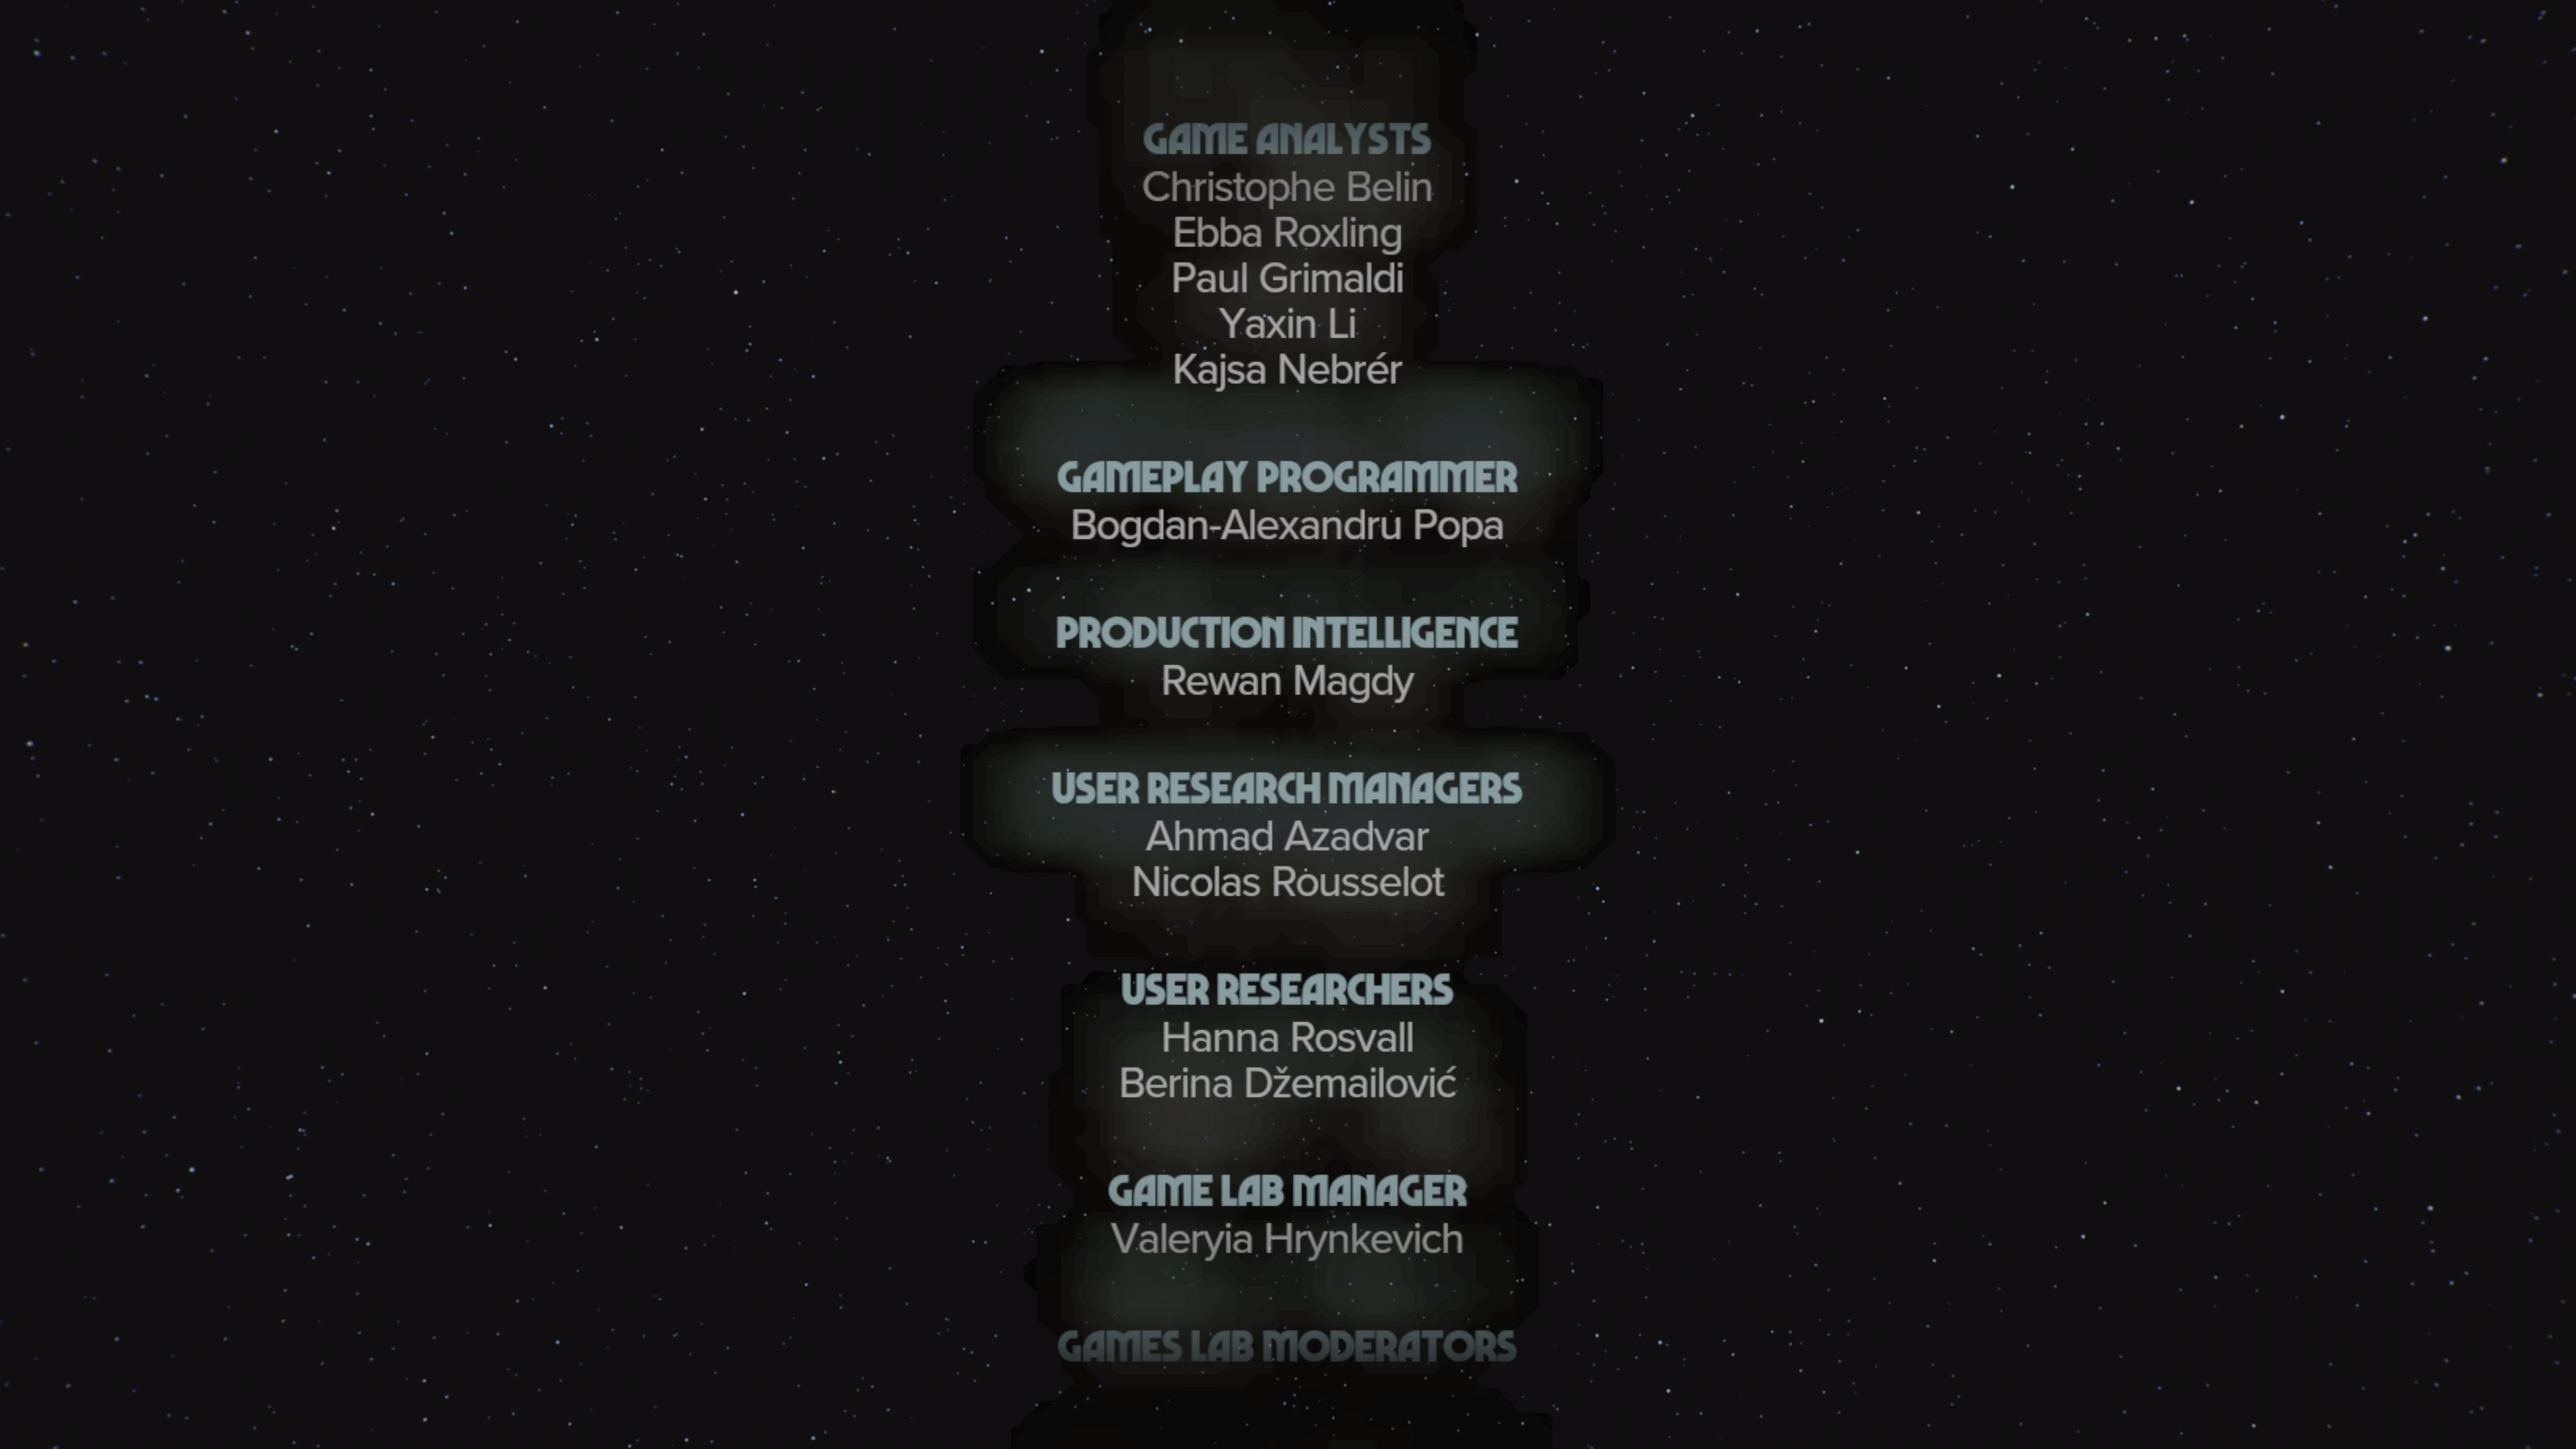 GAME ANALYSTS
Christophe Belin
Ebba Roxling
Paul Grimaldi
Yaxin Li
Kajsa Nebrér
GAMEPLAY PROGRAMMER
Bogdan-Alexandru Popa
PRODUCTION INTELLIGENCE
Rewan Magdy
USER RESEARCH MANAGERS
Ahmad Azadvar
Nicolas Rousselot
USER RESEARCHERS
Hanna Rosvall
Berina Džemailović
GAME LAB MANAGER
Valeryia Hrynkevich
GAMES LAB MODERATORS